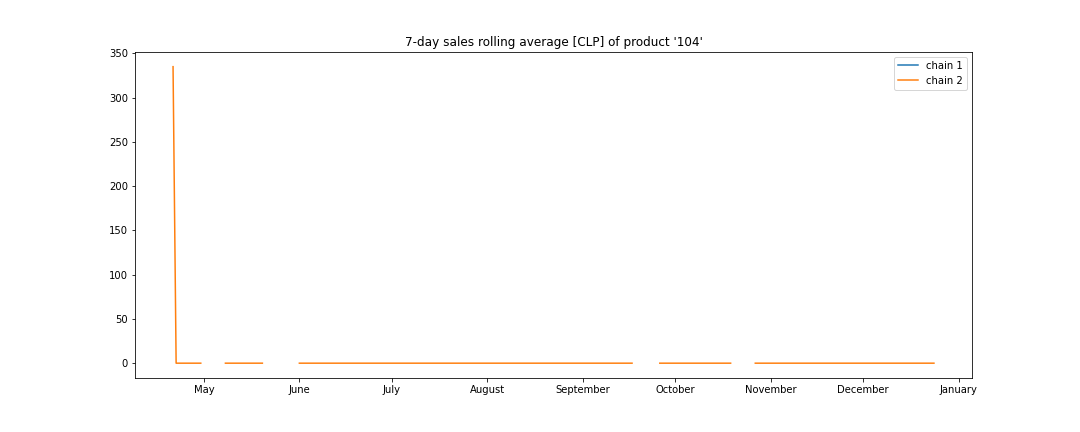 7-day sales rolling average [CLP] of product '104'
chain 1
chain 2
350
300
250
200
150
100
50
0
May June July August September October November December January